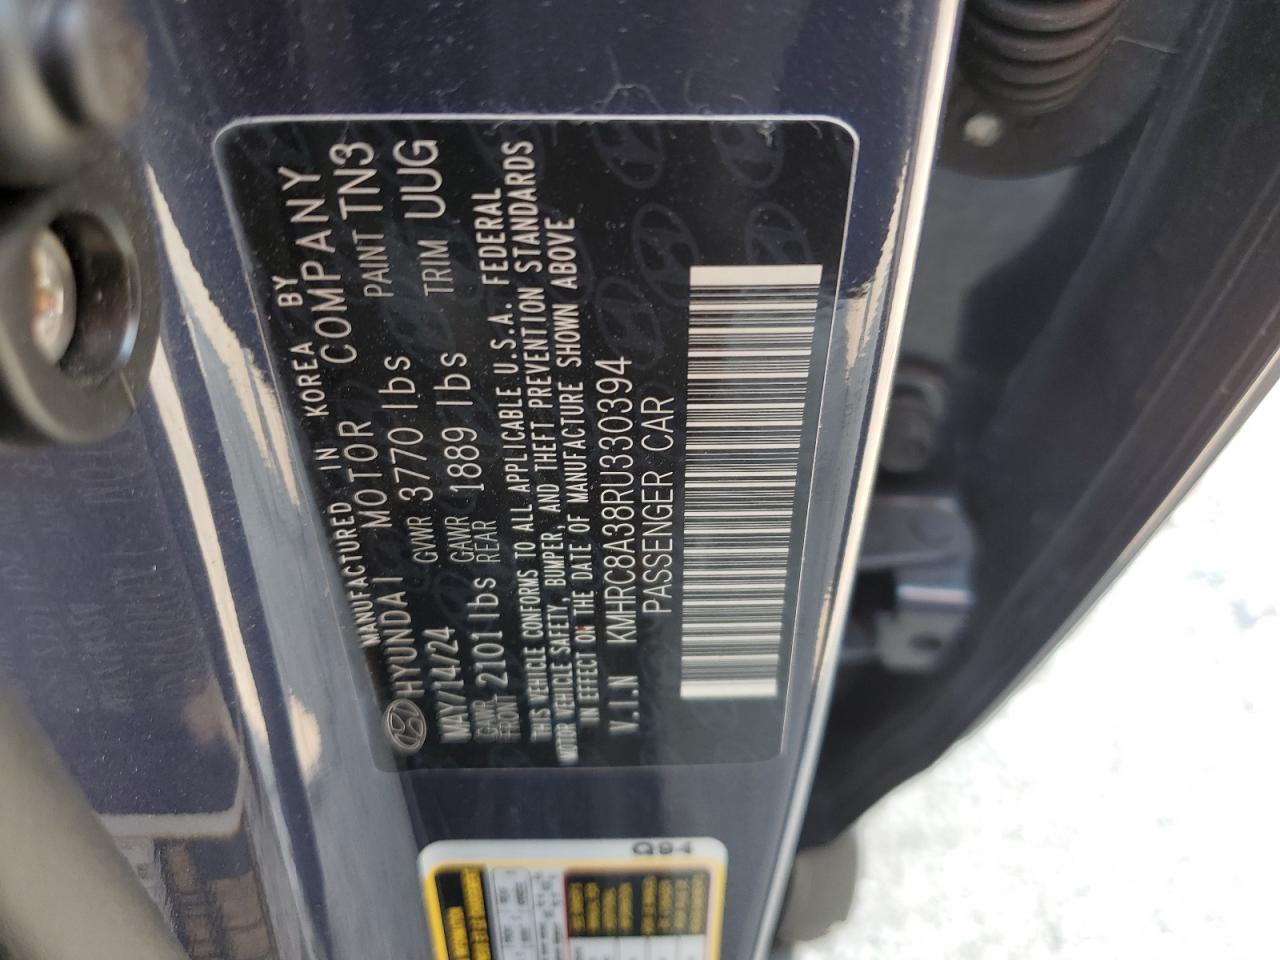 MANUFACTURED IN KOREA BY
HYUNDAI MOTOR COMPANY
MAY/14/24 GVWR 3770 lbs PAINT TN3
GAWR FRONT 2101 lbs GAWR REAR 1889 lbs TRIM UUG
THIS VEHICLE CONFORMS TO ALL APPLICABLE U.S.A. FEDERAL
MOTOR VEHICLE SAFETY, BUMPER, AND THEFT PREVENTION STANDARDS
IN EFFECT ON THE DATE OF MANUFACTURE SHOWN ABOVE
V.I.N KMHRC8A38RU330394
PASSENGER CAR
Q94